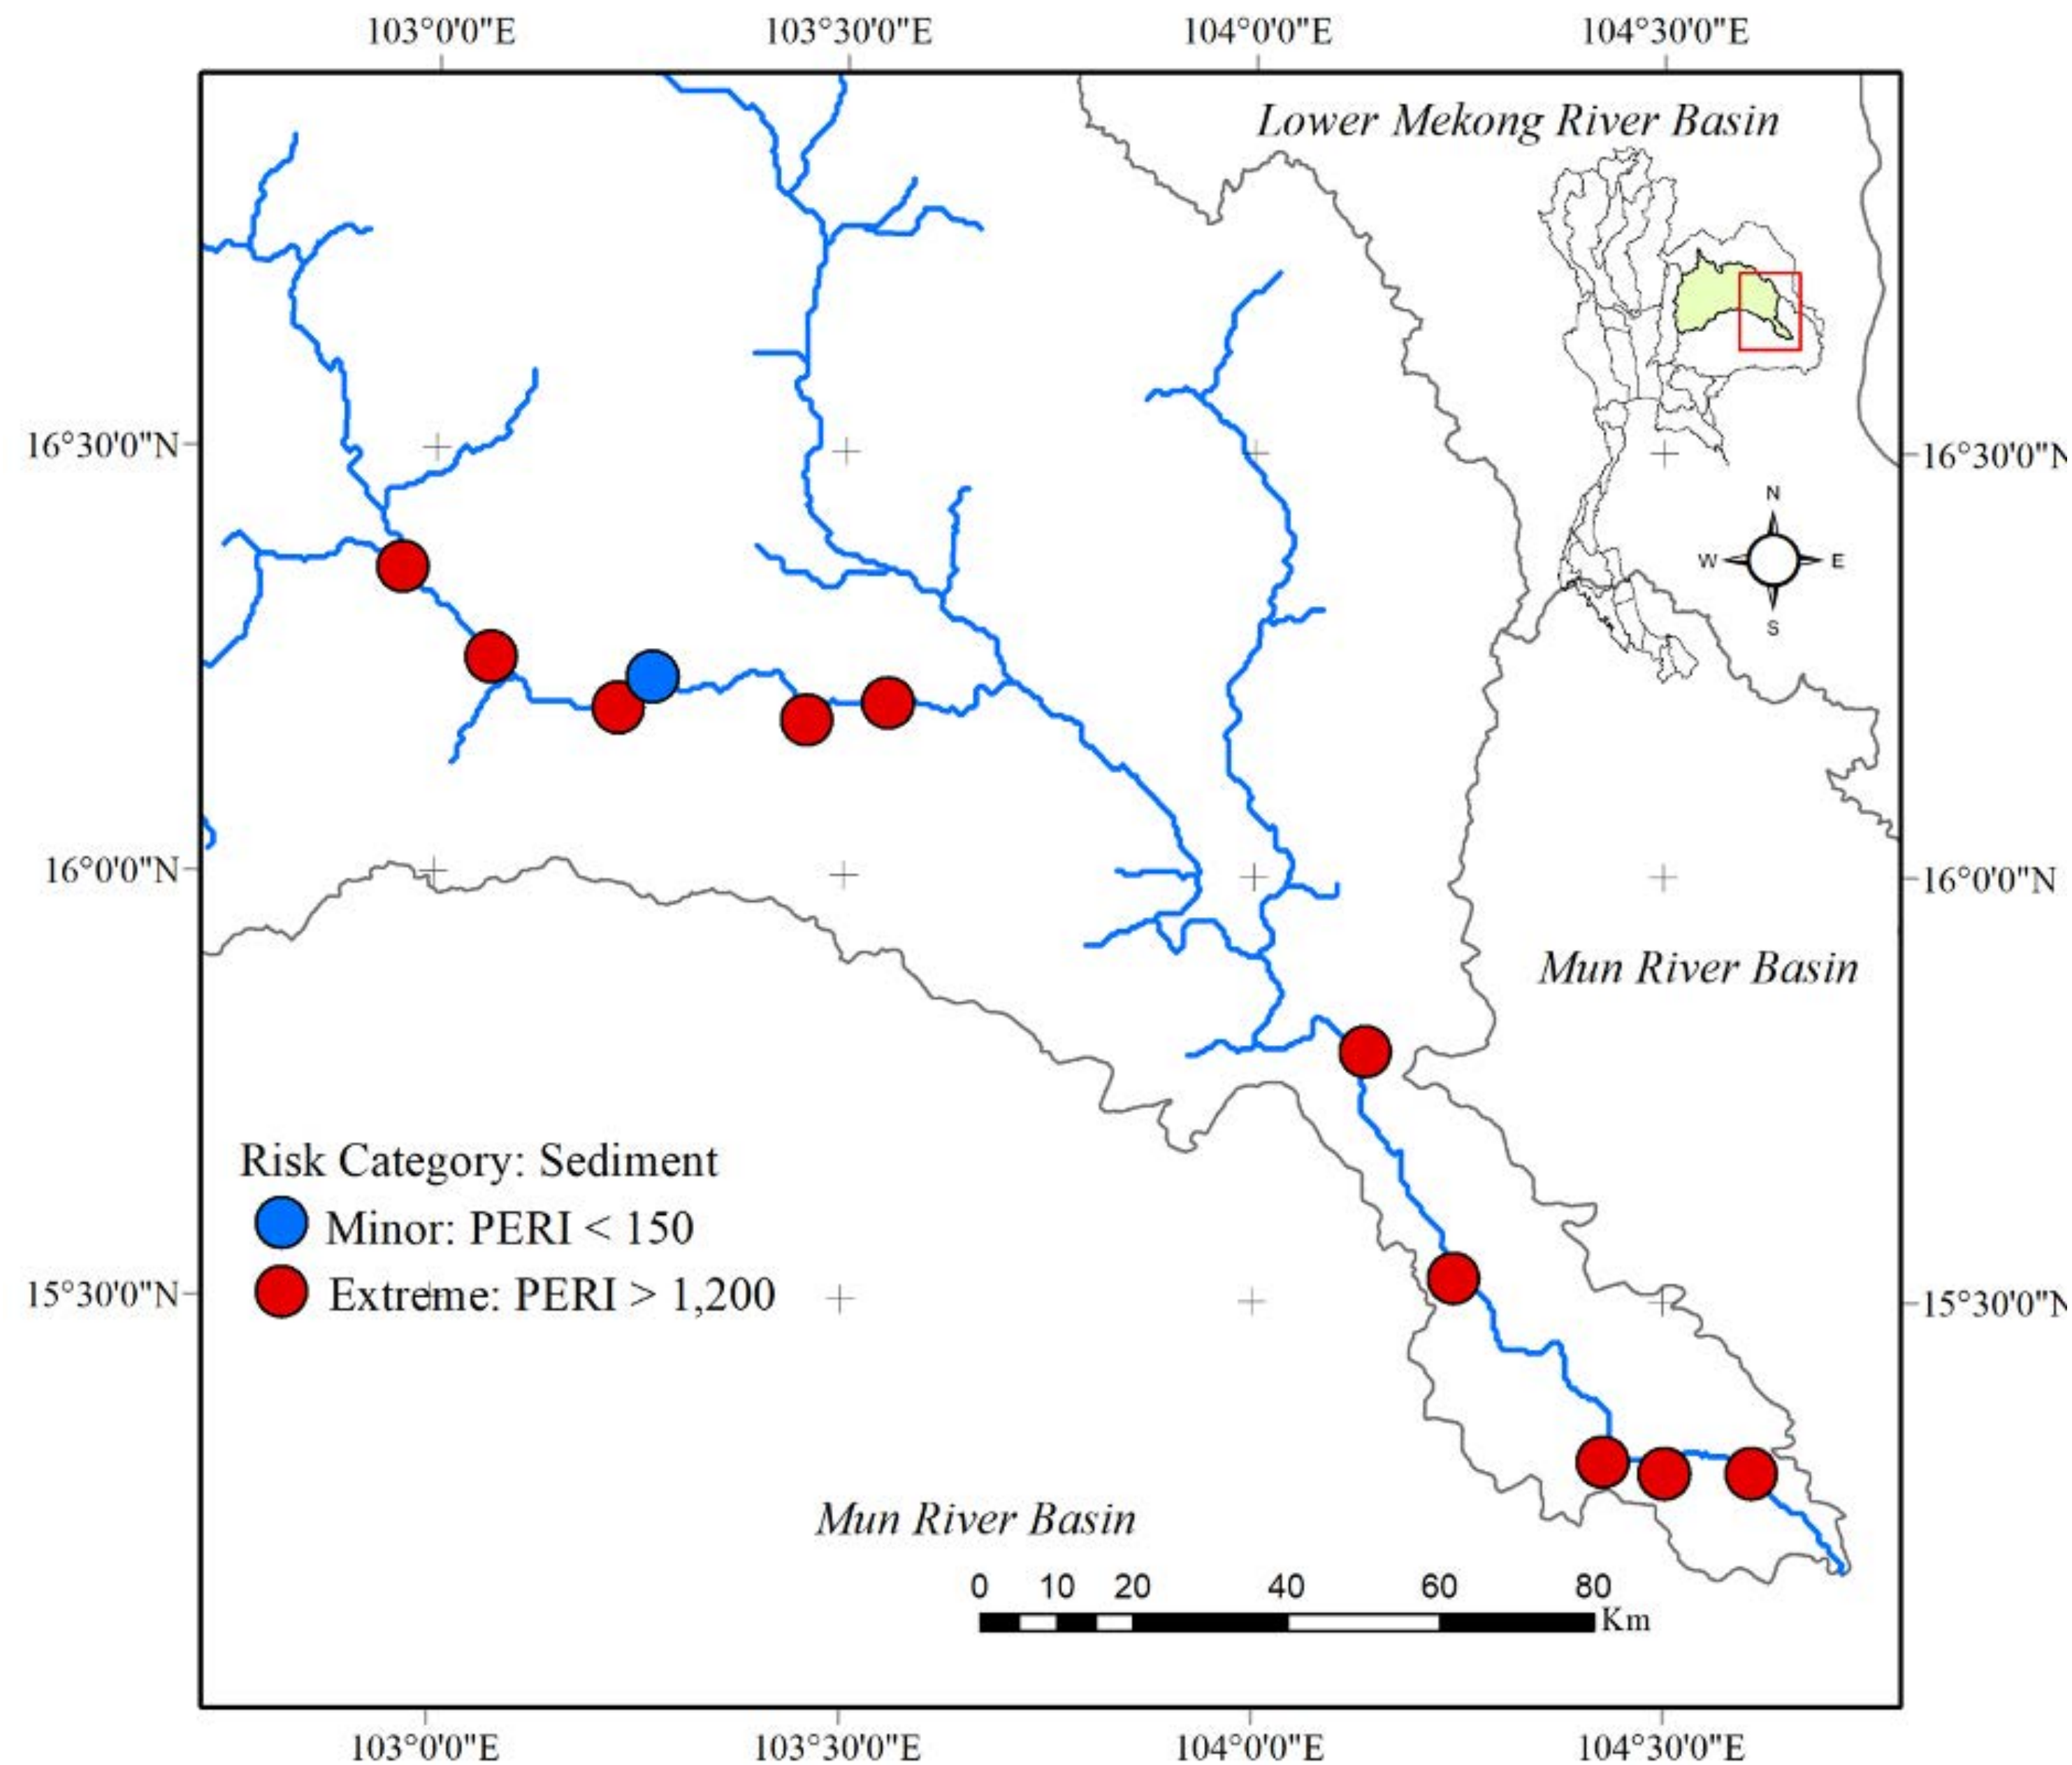 103°0'0"E
103°30'0"E
104°0'0"E
104°30'0"E
Lower Mekong River Basin
16°30'0"N
16°30'0"N
N
W
E
S
16°0'0"N
16°0'0"N
Mun River Basin
Risk Category: Sediment
Minor: PERI < 150
Extreme: PERI > 1,200
15°30'0"N
15°30'0"N
Mun River Basin
0 10 20 40 60 80
Km
103°0'0"E
103°30'0"E
104°0'0"E
104°30'0"E